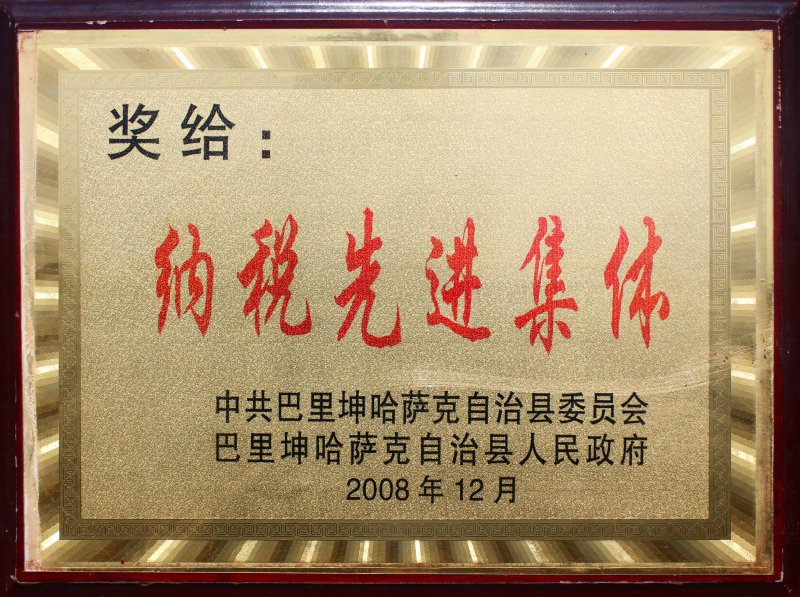 奖给：
纳税先进集体
中共巴里坤哈萨克自治县委员会
巴里坤哈萨克自治县人民政府
2008年12月